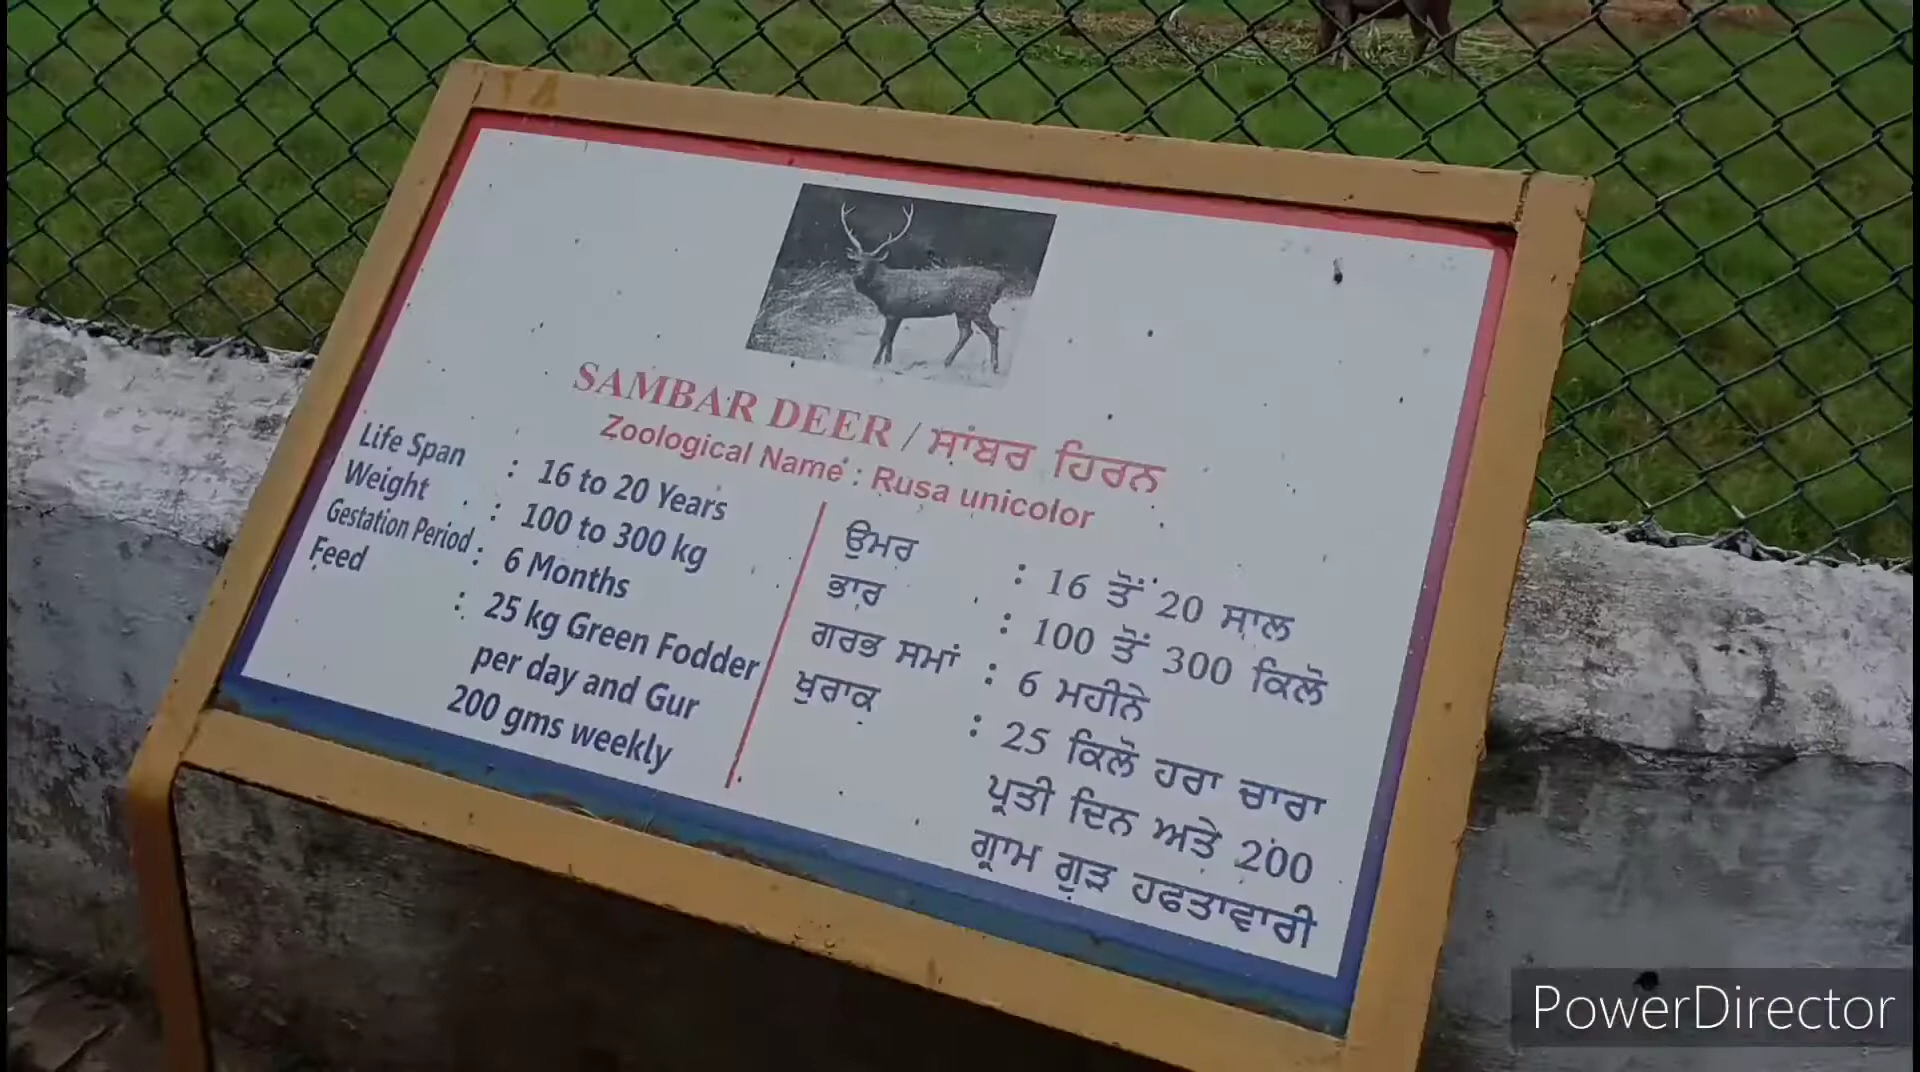 SAMBAR DEER / ਸਾਂਬਰ ਹਿਰਨ
Zoological Name : Rusa unicolor
Life Span : 16 to 20 Years
Weight : 100 to 300 kg
Gestation Period : 6 Months
Feed : 25 kg Green Fodder
per day and Gur
200 gms weekly
ਉਮਰ : 16 ਤੋਂ 20 ਸਾਲ
ਭਾਰ : 100 ਤੋਂ 300 ਕਿਲੋ
ਗਰਭ ਸਮਾਂ : 6 ਮਹੀਨੇ
ਖੁਰਾਕ : 25 ਕਿਲੋ ਹਰਾ ਚਾਰਾ
ਪ੍ਰਤੀ ਦਿਨ ਅਤੇ 200
ਗ੍ਰਾਮ ਗੁੜ ਹਫਤਾਵਾਰੀ
PowerDirector